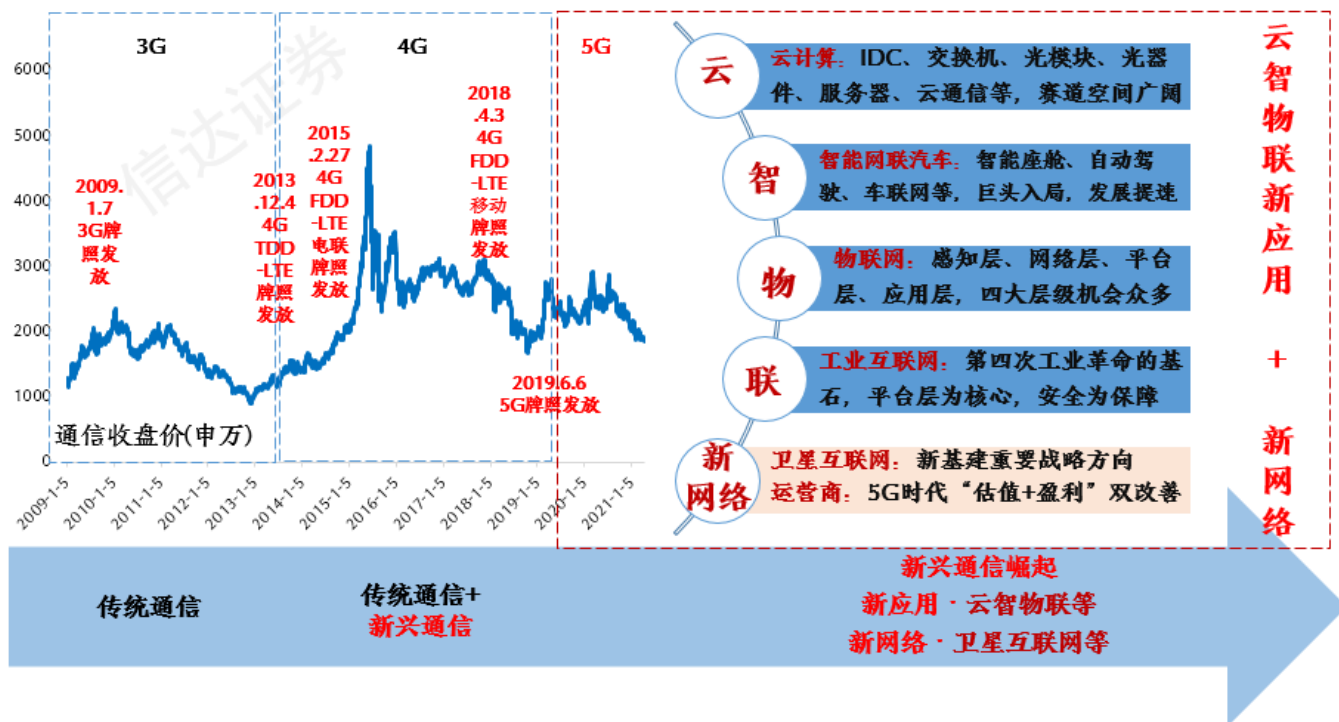 3G
4G
5G
6000
5000
4000
3000
2000
1000
0
信达证券
2009.
1.7
3G牌
照发
放
2013
.12.4
4G
TDD
-LTE
牌照
发放
2015
.2.27
4G
FDD
-LTE
电联
牌照
发放
2018
.4.3
4G
FDD
-LTE
移动
牌照
发放
2019.6.6
5G牌照发放
通信收盘价(申万)
2009-1-5
2010-1-5
2011-1-5
2012-1-5
2013-1-5
2014-1-5
2015-1-5
2016-1-5
2017-1-5
2018-1-5
2019-1-5
2020-1-5
2021-1-5
云
云计算：IDC、交换机、光模块、光器
件、服务器、云通信等，赛道空间广阔
智
智能网联汽车：智能座舱、自动驾
驶、车联网等，巨头入局，发展提速
物
物联网：感知层、网络层、平台
层、应用层，四大层级机会众多
联
工业互联网：第四次工业革命的基
石，平台层为核心，安全为保障
新
网络
卫星互联网：新基建重要战略方向
运营商：5G时代“估值+盈利”双改善
云智物联新应用 + 新网络
传统通信
传统通信+
新兴通信
新兴通信崛起
新应用·云智物联等
新网络·卫星互联网等